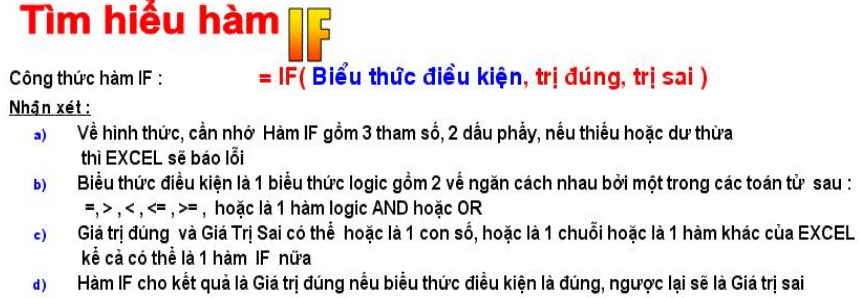 Tìm hiểu hàm IF
Công thức hàm IF : = IF( Biểu thức điều kiện, trị đúng, trị sai )
Nhận xét :
a) Về hình thức, cần nhớ Hàm IF gồm 3 tham số, 2 dấu phẩy, nếu thiếu hoặc dư thừa
thì EXCEL sẽ báo lỗi
b) Biểu thức điều kiện là 1 biểu thức logic gồm 2 vế ngăn cách nhau bởi một trong các toán tử sau :
=, > , < , <= , >= , hoặc là 1 hàm logic AND hoặc OR
c) Giá trị đúng và Giá Trị Sai có thể hoặc là 1 con số, hoặc là 1 chuỗi hoặc là 1 hàm khác của EXCEL
kể cả có thể là 1 hàm IF nữa
d) Hàm IF cho kết quả là Giá trị đúng nếu biểu thức điều kiện là đúng, ngược lại sẽ là Giá trị sai